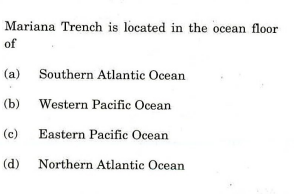 Mariana Trench is located in the ocean floor
of
(a) Southern Atlantic Ocean
(b) Western Pacific Ocean
(c) Eastern Pacific Ocean
(d) Northern Atlantic Ocean